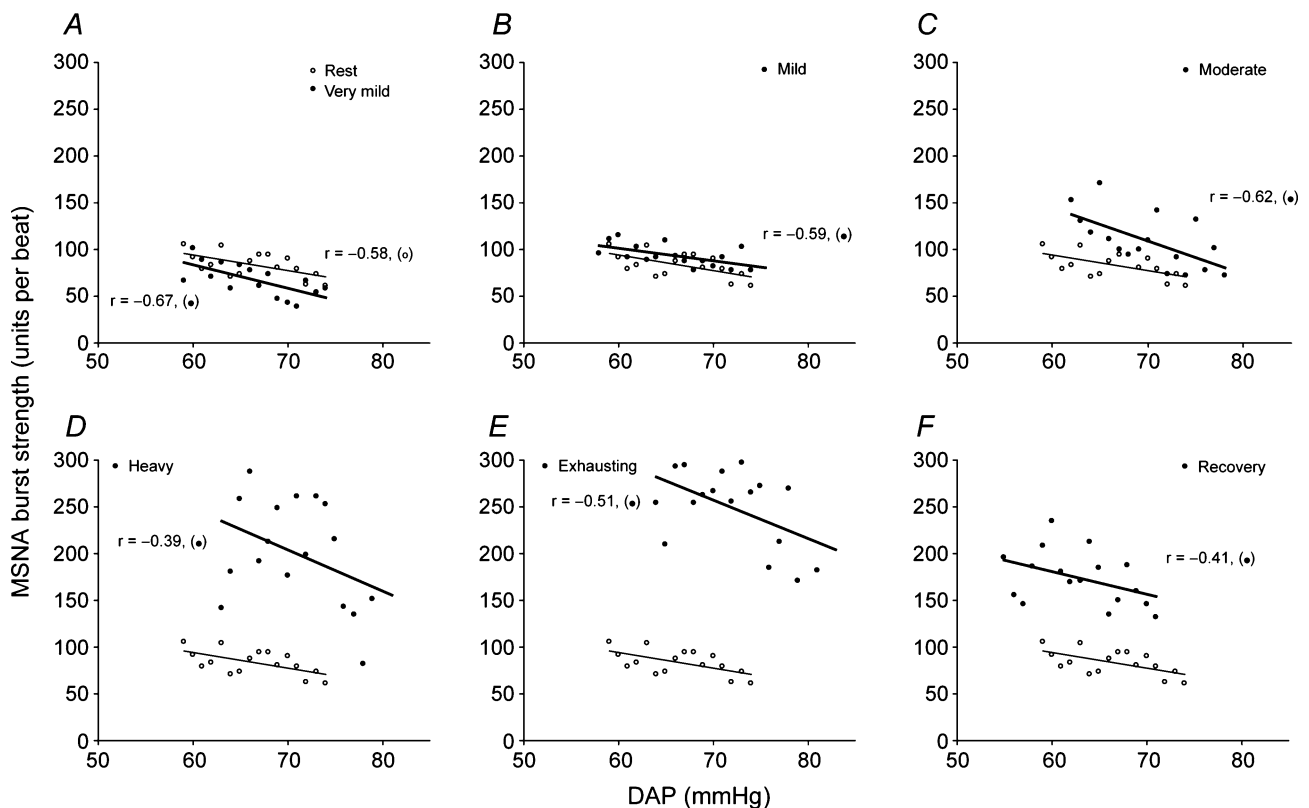 A
300
250
200
150
100
50
0
50 60 70 80
Rest
Very mild
r = −0.58, (○)
r = −0.67, (●)
B
300
250
200
150
100
50
0
50 60 70 80
Mild
r = −0.59, (●)
C
300
250
200
150
100
50
0
50 60 70 80
Moderate
r = −0.62, (●)
MSNA burst strength (units per beat)
D
300
250
200
150
100
50
0
50 60 70 80
Heavy
r = −0.39, (●)
E
300
250
200
150
100
50
0
50 60 70 80
Exhausting
r = −0.51, (●)
F
300
250
200
150
100
50
0
50 60 70 80
Recovery
r = −0.41, (●)
DAP (mmHg)